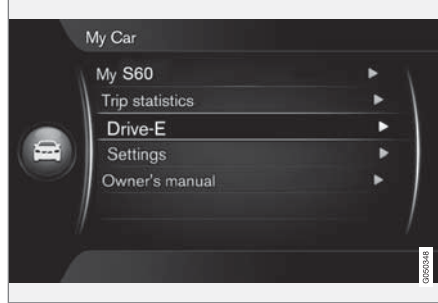 My Car
My S60
Trip statistics
Drive-E
Settings
Owner's manual
G050348